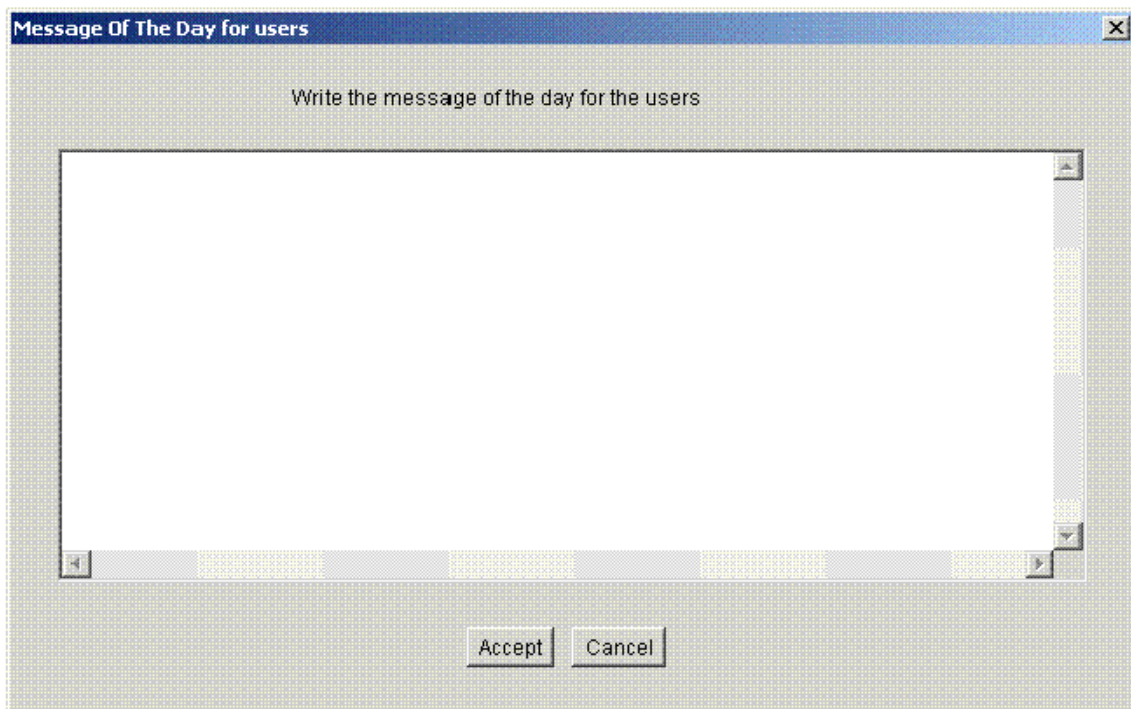 Message Of The Day for users
Write the message of the day for the users
Accept Cancel